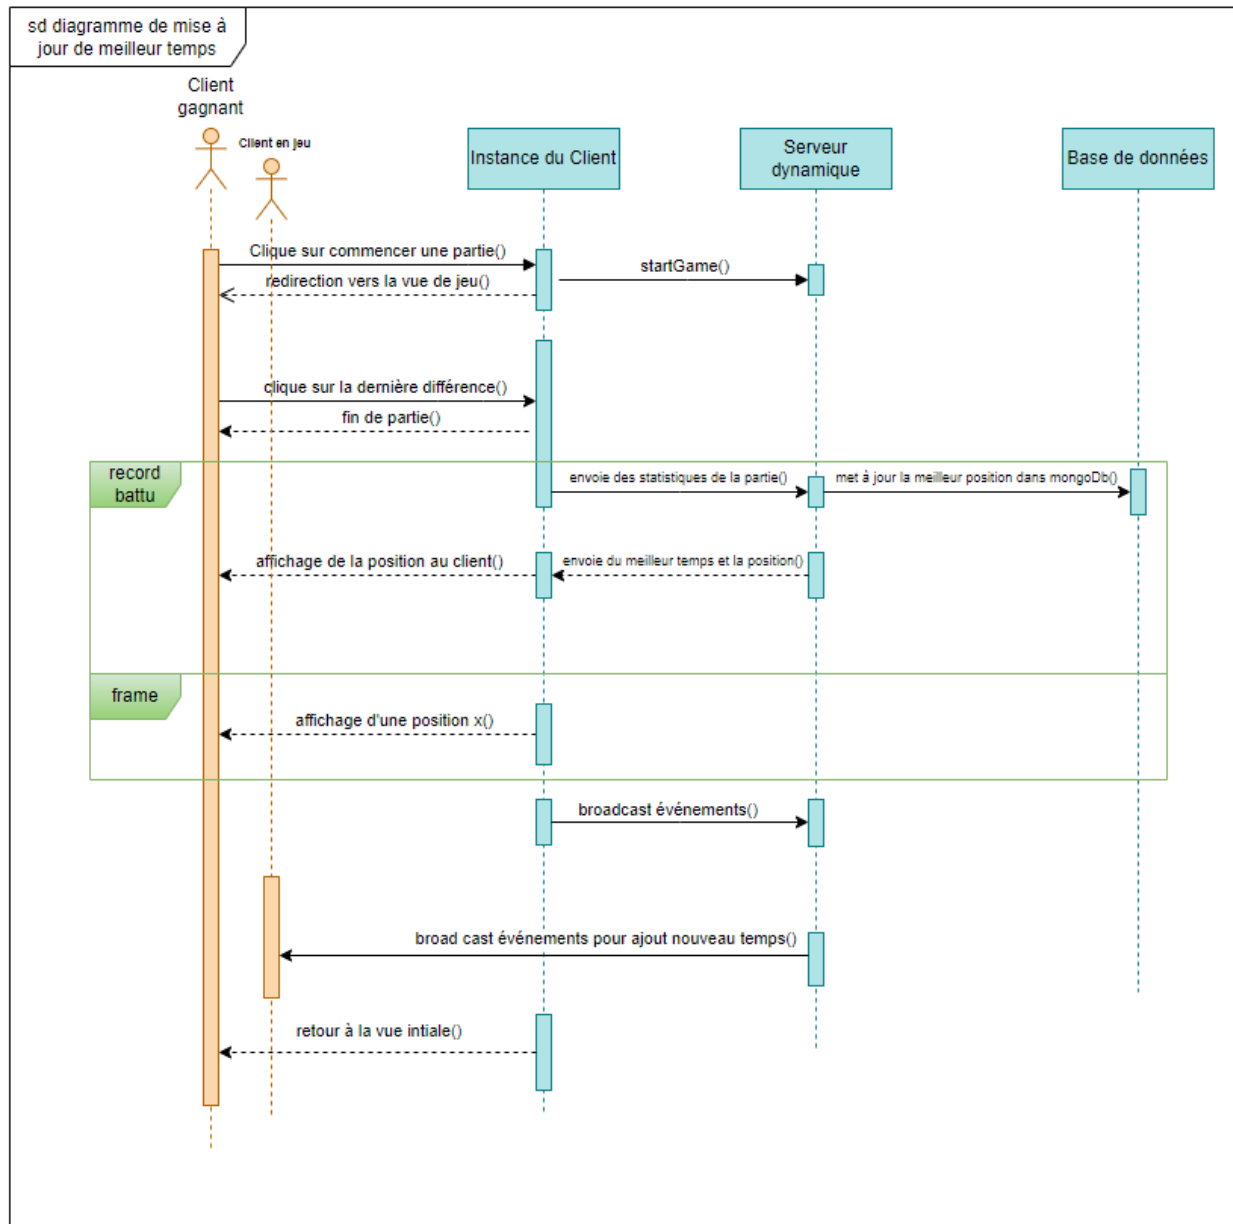 sd diagramme de mise à
jour de meilleur temps
Client
gagnant
Client en jeu
Instance du Client
Serveur
dynamique
Base de données
Clique sur commencer une partie()
startGame()
redirection vers la vue de jeu()
clique sur la dernière différence()
fin de partie()
record
battu
envoie des statistiques de la partie()
met à jour la meilleur position dans mongoDb()
affichage de la position au client()
envoie du meilleur temps et la position()
frame
affichage d'une position x()
broadcast événements()
broad cast événements pour ajout nouveau temps()
retour à la vue intiale()